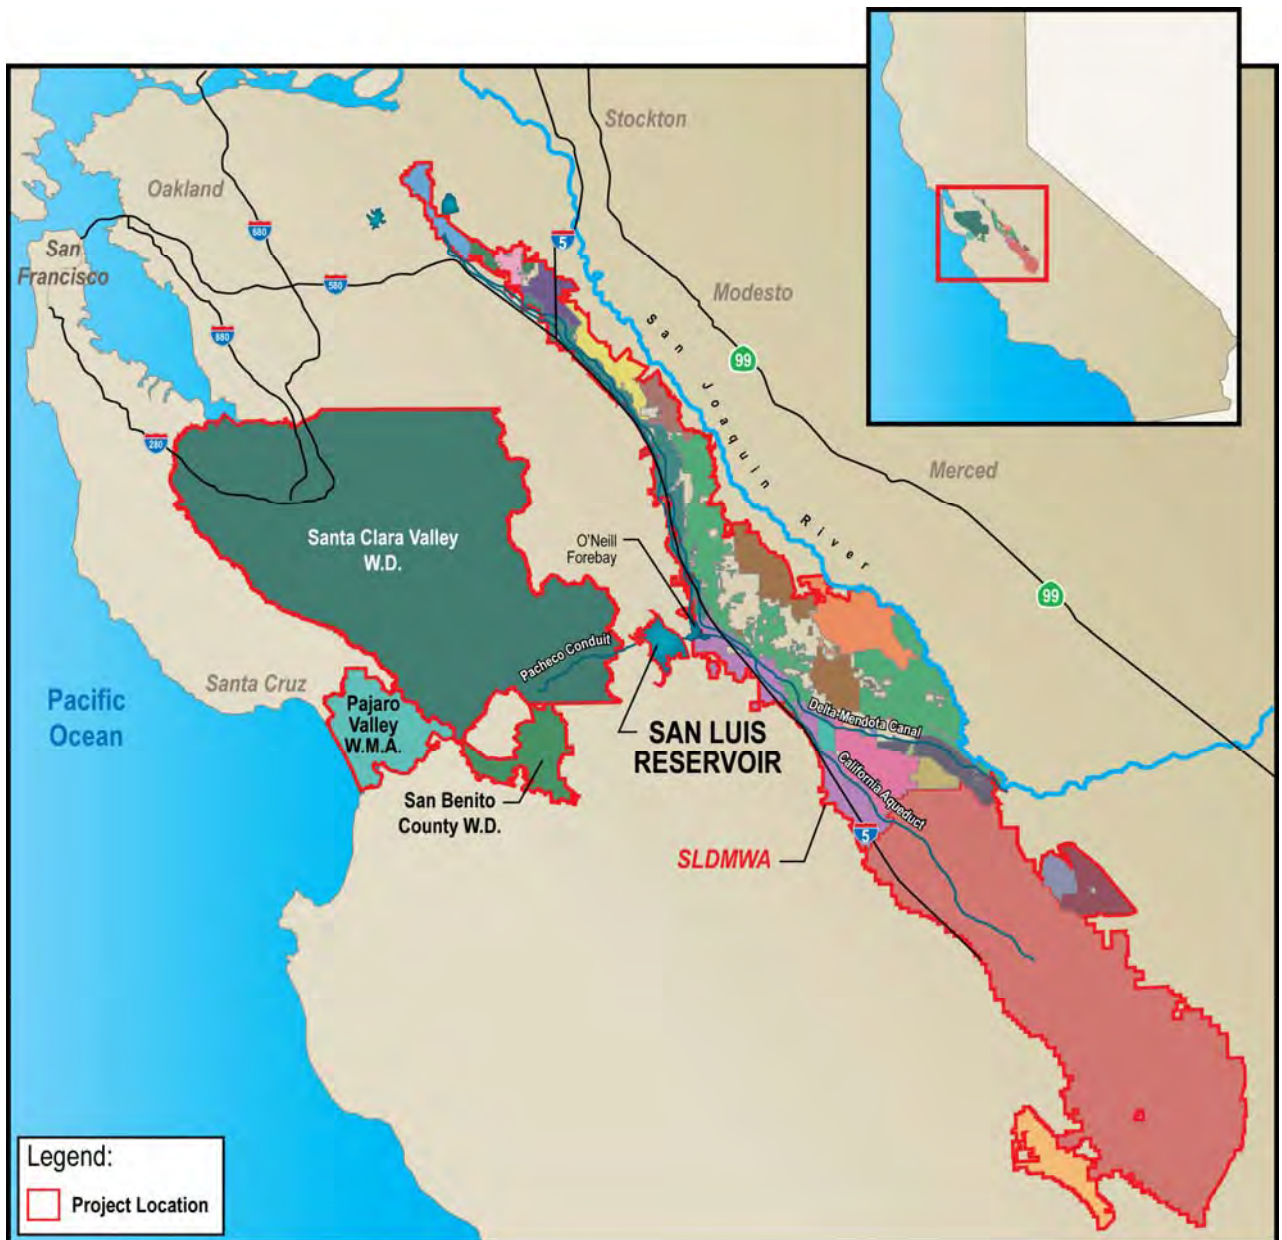 Stockton
Oakland
680
5
San
Francisco
580
Modesto
880
99
San Joaquin River
280
Merced
Santa Clara Valley
W.D.
O'Neill
Forebay
99
Pacheco Conduit
Santa Cruz
Pacific
Ocean
Pajaro
Valley
W.M.A.
Delta-Mendota Canal
SAN LUIS
RESERVOIR
California Aqueduct
San Benito
County W.D.
5
SLDMWA
Legend:
Project Location